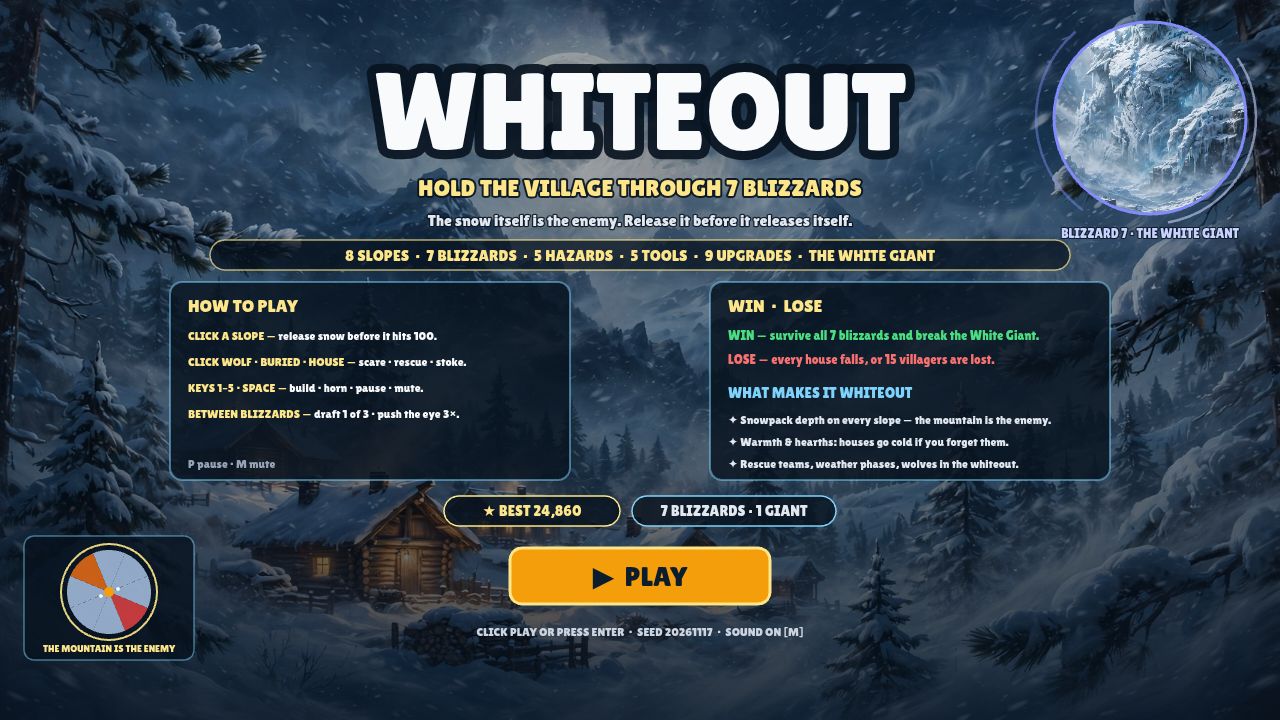 WHITEOUT
HOLD THE VILLAGE THROUGH 7 BLIZZARDS
The snow itself is the enemy. Release it before it releases itself.
BLIZZARD 7 · THE WHITE GIANT
8 SLOPES · 7 BLIZZARDS · 5 HAZARDS · 5 TOOLS · 9 UPGRADES · THE WHITE GIANT
HOW TO PLAY
CLICK A SLOPE — release snow before it hits 100.
CLICK WOLF · BURIED · HOUSE — scare · rescue · stoke.
KEYS 1–5 · SPACE — build · horn · pause · mute.
BETWEEN BLIZZARDS — draft 1 of 3 · push the eye 3×.
P pause · M mute
WIN · LOSE
WIN — survive all 7 blizzards and break the White Giant.
LOSE — every house falls, or 15 villagers are lost.
WHAT MAKES IT WHITEOUT
✦ Snowpack depth on every slope — the mountain is the enemy.
✦ Warmth & hearths: houses go cold if you forget them.
✦ Rescue teams, weather phases, wolves in the whiteout.
★ BEST 24,860
7 BLIZZARDS · 1 GIANT
▶ PLAY
CLICK PLAY OR PRESS ENTER · SEED 20261117 · SOUND ON [M]
THE MOUNTAIN IS THE ENEMY